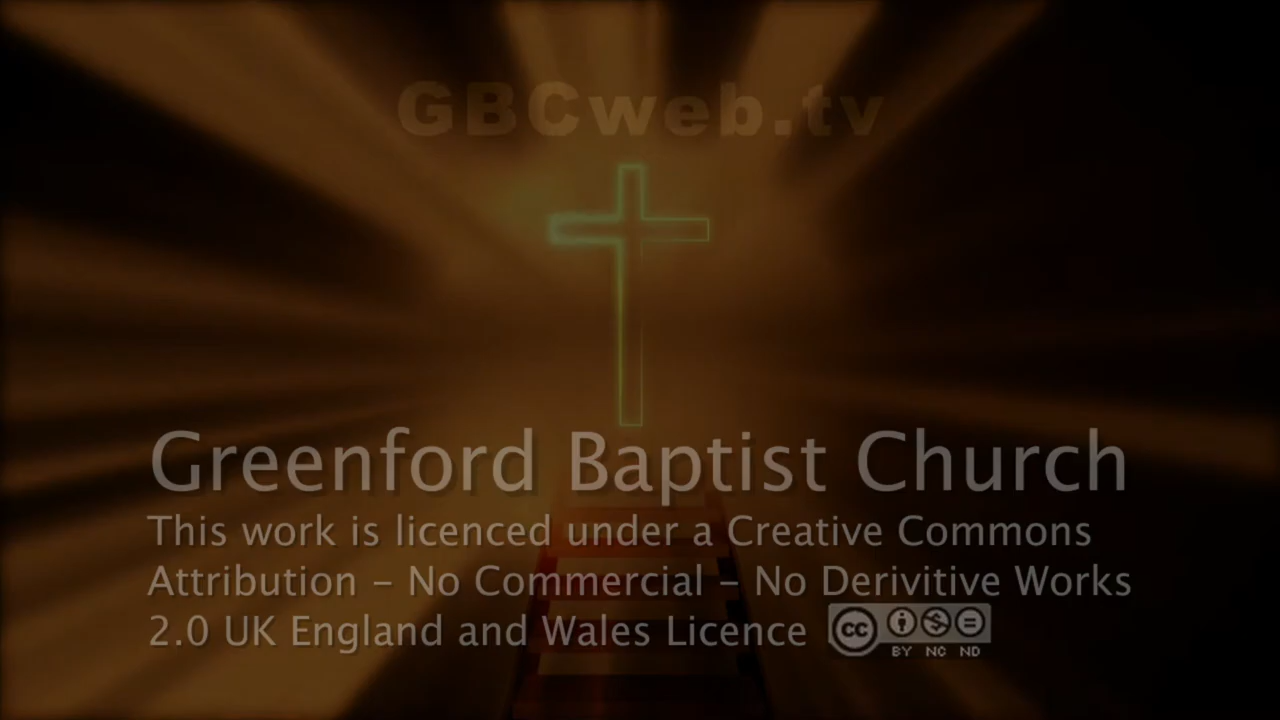 GBCweb.tv
Greenford Baptist Church
This work is licenced under a Creative Commons
Attribution – No Commercial – No Derivitive Works
2.0 UK England and Wales Licence
cc
BY NC ND